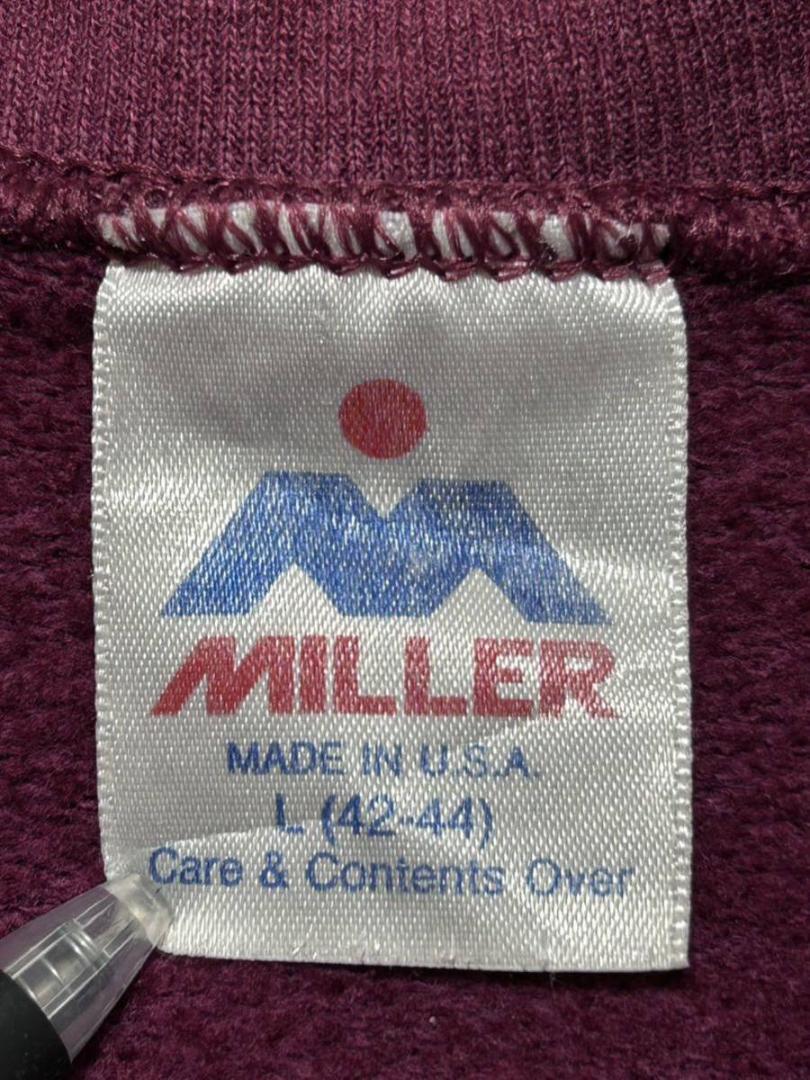 MILLER
MADE IN U.S.A.
L (42-44)
Care & Contents Over